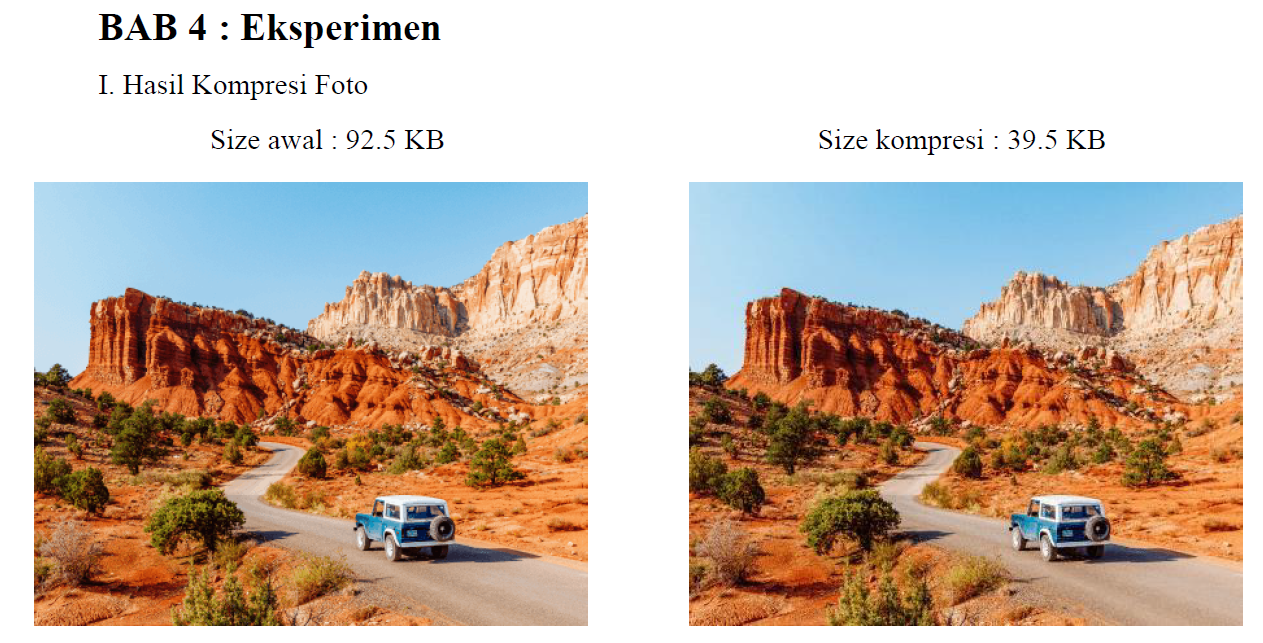 BAB 4 : Eksperimen
I. Hasil Kompresi Foto
Size awal : 92.5 KB
Size kompresi : 39.5 KB